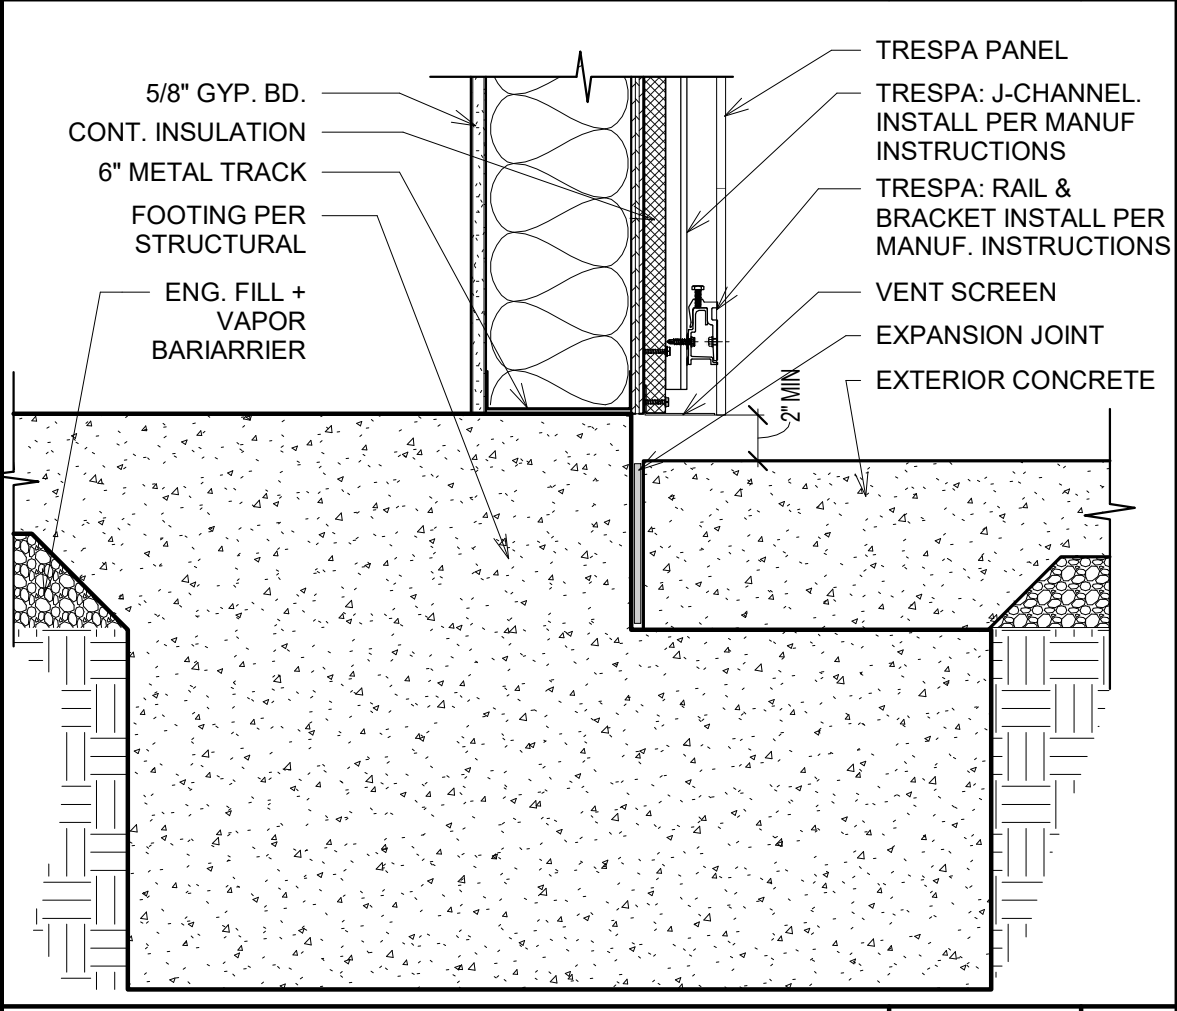 5/8" GYP. BD.
CONT. INSULATION
6" METAL TRACK
FOOTING PER
STRUCTURAL
ENG. FILL +
VAPOR
BARIARRIER
TRESPA PANEL
TRESPA: J-CHANNEL.
INSTALL PER MANUF
INSTRUCTIONS
TRESPA: RAIL &
BRACKET INSTALL PER
MANUF. INSTRUCTIONS
VENT SCREEN
EXPANSION JOINT
EXTERIOR CONCRETE
2" MIN